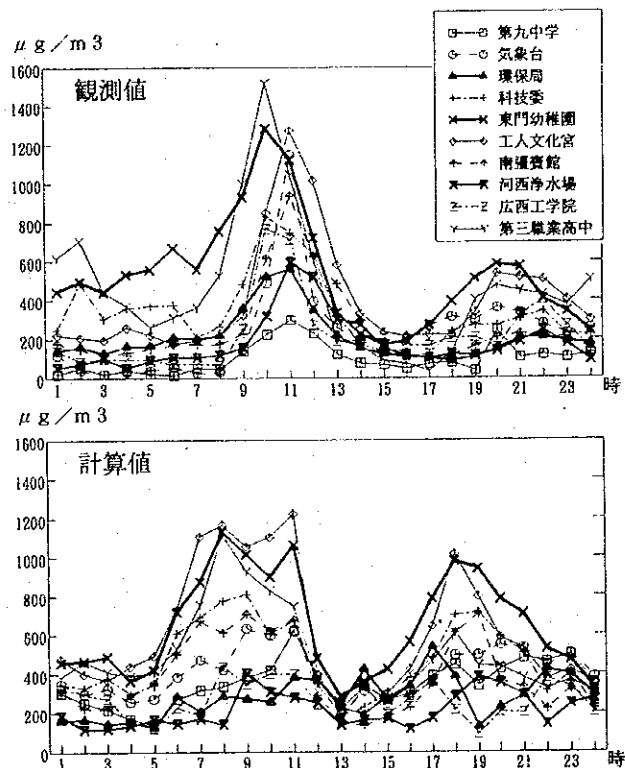 μg/m3
観測値
1600
1400
1200
1000
800
600
400
200
0
1 3 5 7 9 11 13 15 17 19 21 23 時
第九中学
気象台
環保局
科技委
東門幼稚園
工人文化宮
南疆賓館
河西浄水場
広西工学院
第三職業高中
μg/m3
計算値
1600
1400
1200
1000
800
600
400
200
0
1 3 5 7 9 11 13 15 17 19 21 23 時